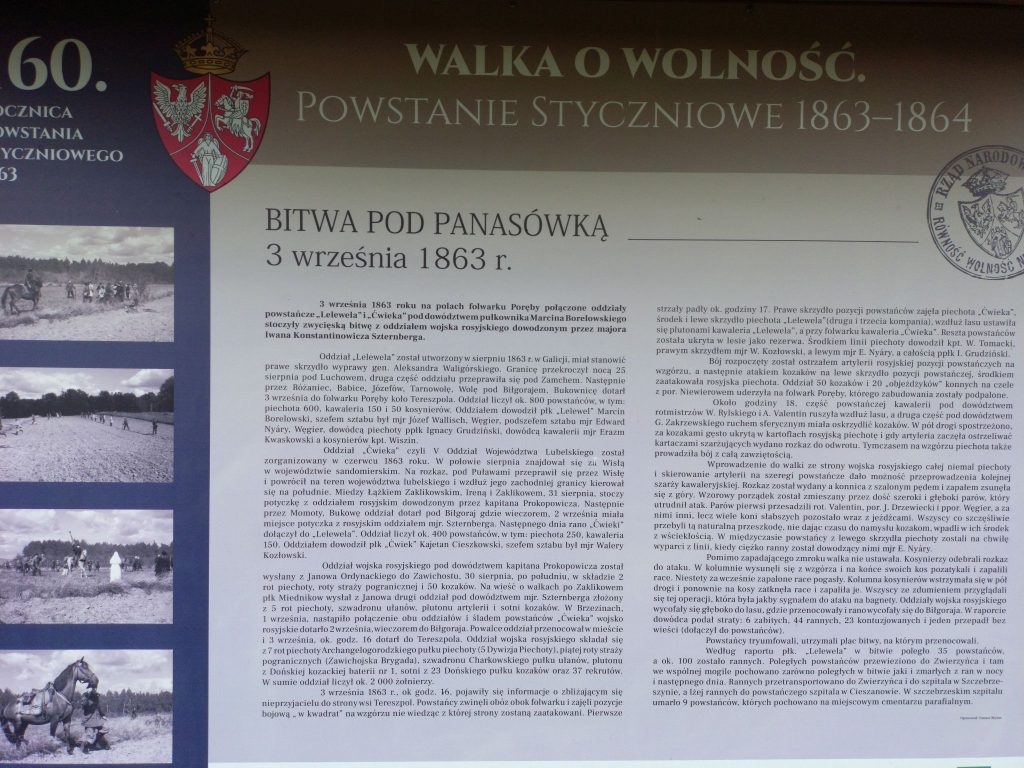 60.
WALKA O WOLNOŚĆ.
POWSTANIE STYCZNIOWE 1863–1864
RZĄD NARODOW
RÓWNOŚĆ WOLNOŚĆ N
BITWA POD PANASÓWKĄ
3 września 1863 r.
3 września 1863 roku na polach folwarku Poręby połączone oddziały
powstańcze „Lelewela" i „Ćwieka" pod dowództwem pułkownika Marcina Borelowskiego
stoczyły zwycięską bitwę z oddziałem wojska rosyjskiego dowodzonym przez majora
Iwana Konstantinowicza Szternberga.
Oddział „Lelewela" został utworzony w sierpniu 1863 r. w Galicji, miał stanowić
prawe skrzydło wyprawy gen. Aleksandra Waligórskiego. Granicę przekroczył nocą 25
sierpnia pod Luchowem, druga część oddziału przeprawiła się pod Zamchem. Następnie
przez Różaniec, Babice, Józefów, Tarnowolę, Wolę pod Biłgorajem, Bukownicę dotarł
3 września do folwarku Poręby koło Tereszpola. Oddział liczył ok. 800 powstańców, w tym:
piechota 600, kawaleria 150 i 50 kosynierów. Oddziałem dowodził płk „Lelewel" Marcin
Borelowski, szefem sztabu był mjr Józef Wallisch, Węgier, podszefem sztabu mjr Edward
Nyáry, Węgier, dowódcą piechoty ppłk Ignacy Grudziński, dowódcą kawalerii mjr Erazm
Kwaskowski a kosynierów kpt. Wiszin.
Oddział „Ćwieka" czyli V Oddział Województwa Lubelskiego został
zorganizowany w czerwcu 1863 roku. W połowie sierpnia znajdował się za Wisłą
w województwie sandomierskim. Na rozkaz, pod Puławami przeprawił się przez Wisłę
i powrócił na teren województwa lubelskiego i wzdłuż jego zachodniej granicy kierował
się na południe. Miedzy Łążkiem Zaklikowskim, Ireną i Zaklikowem, 31 sierpnia, stoczy
potyczkę z oddziałem rosyjskim dowodzonym przez kapitana Prokopowicza. Następnie
przez Momoty, Bukowę oddział dotarł pod Biłgoraj gdzie wieczorem, 2 września miała
miejsce potyczka z rosyjskim oddziałem mjr. Szternberga. Następnego dnia rano „Ćwieki"
dołączył do „Lelewela". Oddział liczył ok. 400 powstańców, w tym: piechota 250, kawaleria
150. Oddziałem dowodził płk „Ćwiek" Kajetan Cieszkowski, szefem sztabu był mjr Walery
Kozłowski.
Oddział wojska rosyjskiego pod dowództwem kapitana Prokopowicza został
wysłany z Janowa Ordynackiego do Zawichostu, 30 sierpnia, po południu, w składzie 2
rot piechoty, roty straży pogranicznej i 50 kozaków. Na wieść o walkach po Zaklikowem
płk Miednikow wysłał z Janowa drugi oddział pod dowództwem mjr. Szternberga złożony
z 5 rot piechoty, szwadronu ułanów, plutonu artylerii i sotni kozaków. W Brzezinach,
1 września, nastąpiło połączenie obu oddziałów i śladem powstańców „Ćwieka" wojsko
rosyjskie dotarło 2 września, wieczorem do Biłgoraja. Po walce oddział przenocował w mieście
i 3 września, ok. godz. 16 dotarł do Tereszpola. Oddział wojska rosyjskiego składał się
z 7 rot piechoty Archangelogorodzkiego pułku piechoty (5 Dywizja Piechoty), piątej roty straży
pogranicznych (Zawichojska Brygada), szwadronu Charkowskiego pułku ułanów, plutonu
z Dońskiej kozackiej baterii nr 1, sotni z 23 Dońskiego pułku kozaków oraz 37 rekrutów.
W sumie oddział liczył ok. 2 000 żołnierzy.
3 września 1863 r., ok godz. 16, pojawiły się informacje o zbliżającym się
nieprzyjacielu do strony wsi Tereszpol. Powstańcy zwinęli obóz obok folwarku i zajęli pozycje
bojową „ w kwadrat" na wzgórzu nie wiedząc z której strony zostaną zaatakowani. Pierwsze
strzały padły ok. godziny 17. Prawe skrzydło pozycji powstańców zajęła piechota „Ćwieka",
środek i lewe skrzydło piechota „Lelewela"(druga i trzecia kompania), wzdłuż lasu ustawiła
się plutonami kawaleria „Lelewela", a przy folwarku kawaleria „Ćwieka". Reszta powstańców
została ukryta w lesie jako rezerwa. Środkiem linii piechoty dowodził kpt. W. Tomacki,
prawym skrzydłem mjr W. Kozłowski, a lewym mjr E. Nyáry, a całością ppłk I. Grudziński.
Bój rozpoczęty został ostrzałem artylerii rosyjskiej pozycji powstańczych na
wzgórzu, a następnie atakiem kozaków na lewe skrzydło pozycji powstańczej, środkiem
zaatakowała rosyjska piechota. Oddział 50 kozaków i 20 „objeżdżyków" konnych na czele
z por. Niewierowem uderzyła na folwark Poręby, którego zabudowania zostały podpalone.
Około godziny 18. część powstańczej kawalerii pod dowództwem
rotmistrzów W. Rylskiego i A. Valentin ruszyła wzdłuż lasu, a druga część pod dowództwem
G. Zakrzewskiego ruchem sferycznym miała oskrzydlić kozaków. W pół drogi spostrzeżono,
za kozakami gęsto ukrytą w kartoflach rosyjską piechotę i gdy artyleria zaczęła ostrzeliwać
kartaczami szarżujących wydano rozkaz do odwrotu. Tymczasem na wzgórzu piechota także
prowadziła bój z całą zawziętością.
Wprowadzenie do walki ze strony wojska rosyjskiego całej niemal piechoty
i skierowanie artylerii na szeregi powstańcze dało możność przeprowadzenia kolejnej
szarży kawaleryjskiej. Rozkaz został wydany a konnica z szalonym pędem i zapałem zsunęła
się z góry. Wzorowy porządek został zmieszany przez dość szeroki i głęboki parów, który
utrudnił atak. Parów pierwsi przesadzili rot. Valentin, por. J. Drzewiecki i ppor. Węgier, a za
nimi inni, lecz wiele koni słabszych pozostało wraz z jeźdźcami. Wszyscy co szczęśliwie
przebyli tą naturalną przeszkodę, nie dając czasu do namysłu kozakom, wpadli w ich środek
z wściekłością. W międzyczasie powstańcy z lewego skrzydła piechoty zostali na chwilę
wyparci z linii, kiedy ciężko ranny został dowodzący nimi mjr E. Nyáry.
Pomimo zapadającego zmroku walka nie ustawała. Kosynierzy odebrali rozkaz
do ataku. W kolumnie wysunęli się z wzgórza i na końce swoich kos pozatykali i zapalili
race. Niestety za wcześnie zapalone race pogasły. Kolumna kosynierów wstrzymała się w pół
drogi i ponownie na kosy zatknęła race i zapaliła je. Wszyscy ze zdumieniem przyglądali
się tej operacji, która była jakby sygnałem do ataku na bagnety. Oddziały wojska rosyjskiego
wycofały się głęboko do lasu, gdzie przenocowały i rano wycofały się do Biłgoraja. W raporcie
dowódca podał straty: 6 zabitych, 44 rannych, 23 kontuzjowanych i jeden przepadł bez
wieści (dołączył do powstańców).
Powstańcy tryumfowali, utrzymali plac bitwy, na którym przenocowali.
Według raportu płk. „Lelewela" w bitwie poległo 35 powstańców,
a ok. 100 zostało rannych. Poległych powstańców przewieziono do Zwierzyńca i tam
we wspólnej mogile pochowano zarówno poległych w bitwie jaki i zmarłych z ran w nocy
i następnego dnia. Rannych przetransportowano do Zwierzyńca i do szpitala w Szczebrze-
szynie, a lżej rannych do powstańczego szpitala w Cieszanowie. W szczebrzeskim szpitalu
umarło 9 powstańców, których pochowano na miejscowym cmentarzu parafialnym.